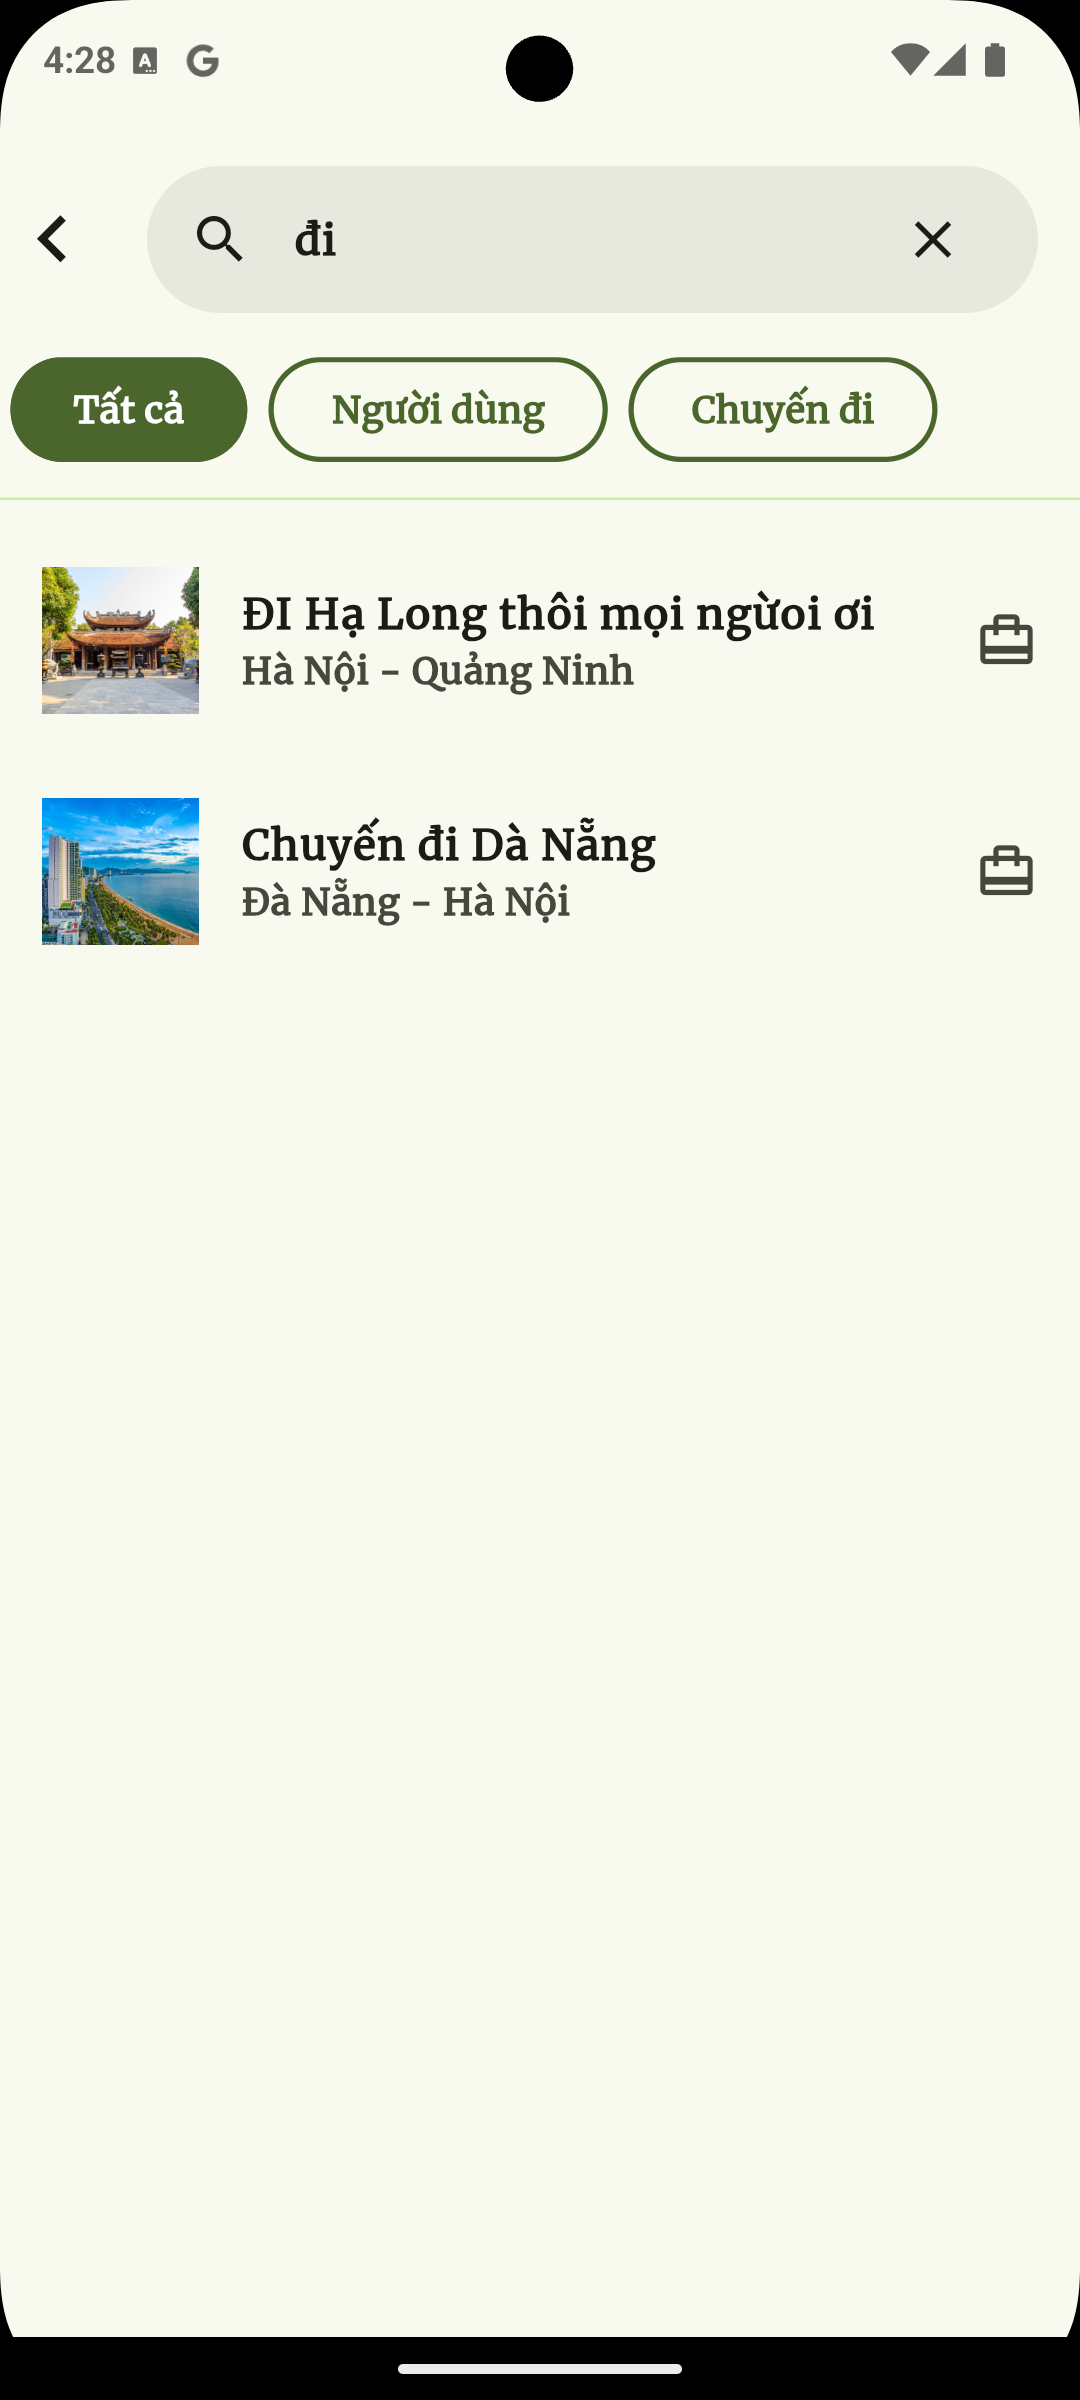 4:28
đi
Tất cả
Người dùng
Chuyến đi
ĐI Hạ Long thôi mọi ngừoi ơi
Hà Nội - Quảng Ninh
Chuyến đi Dà Nẵng
Đà Nẵng - Hà Nội